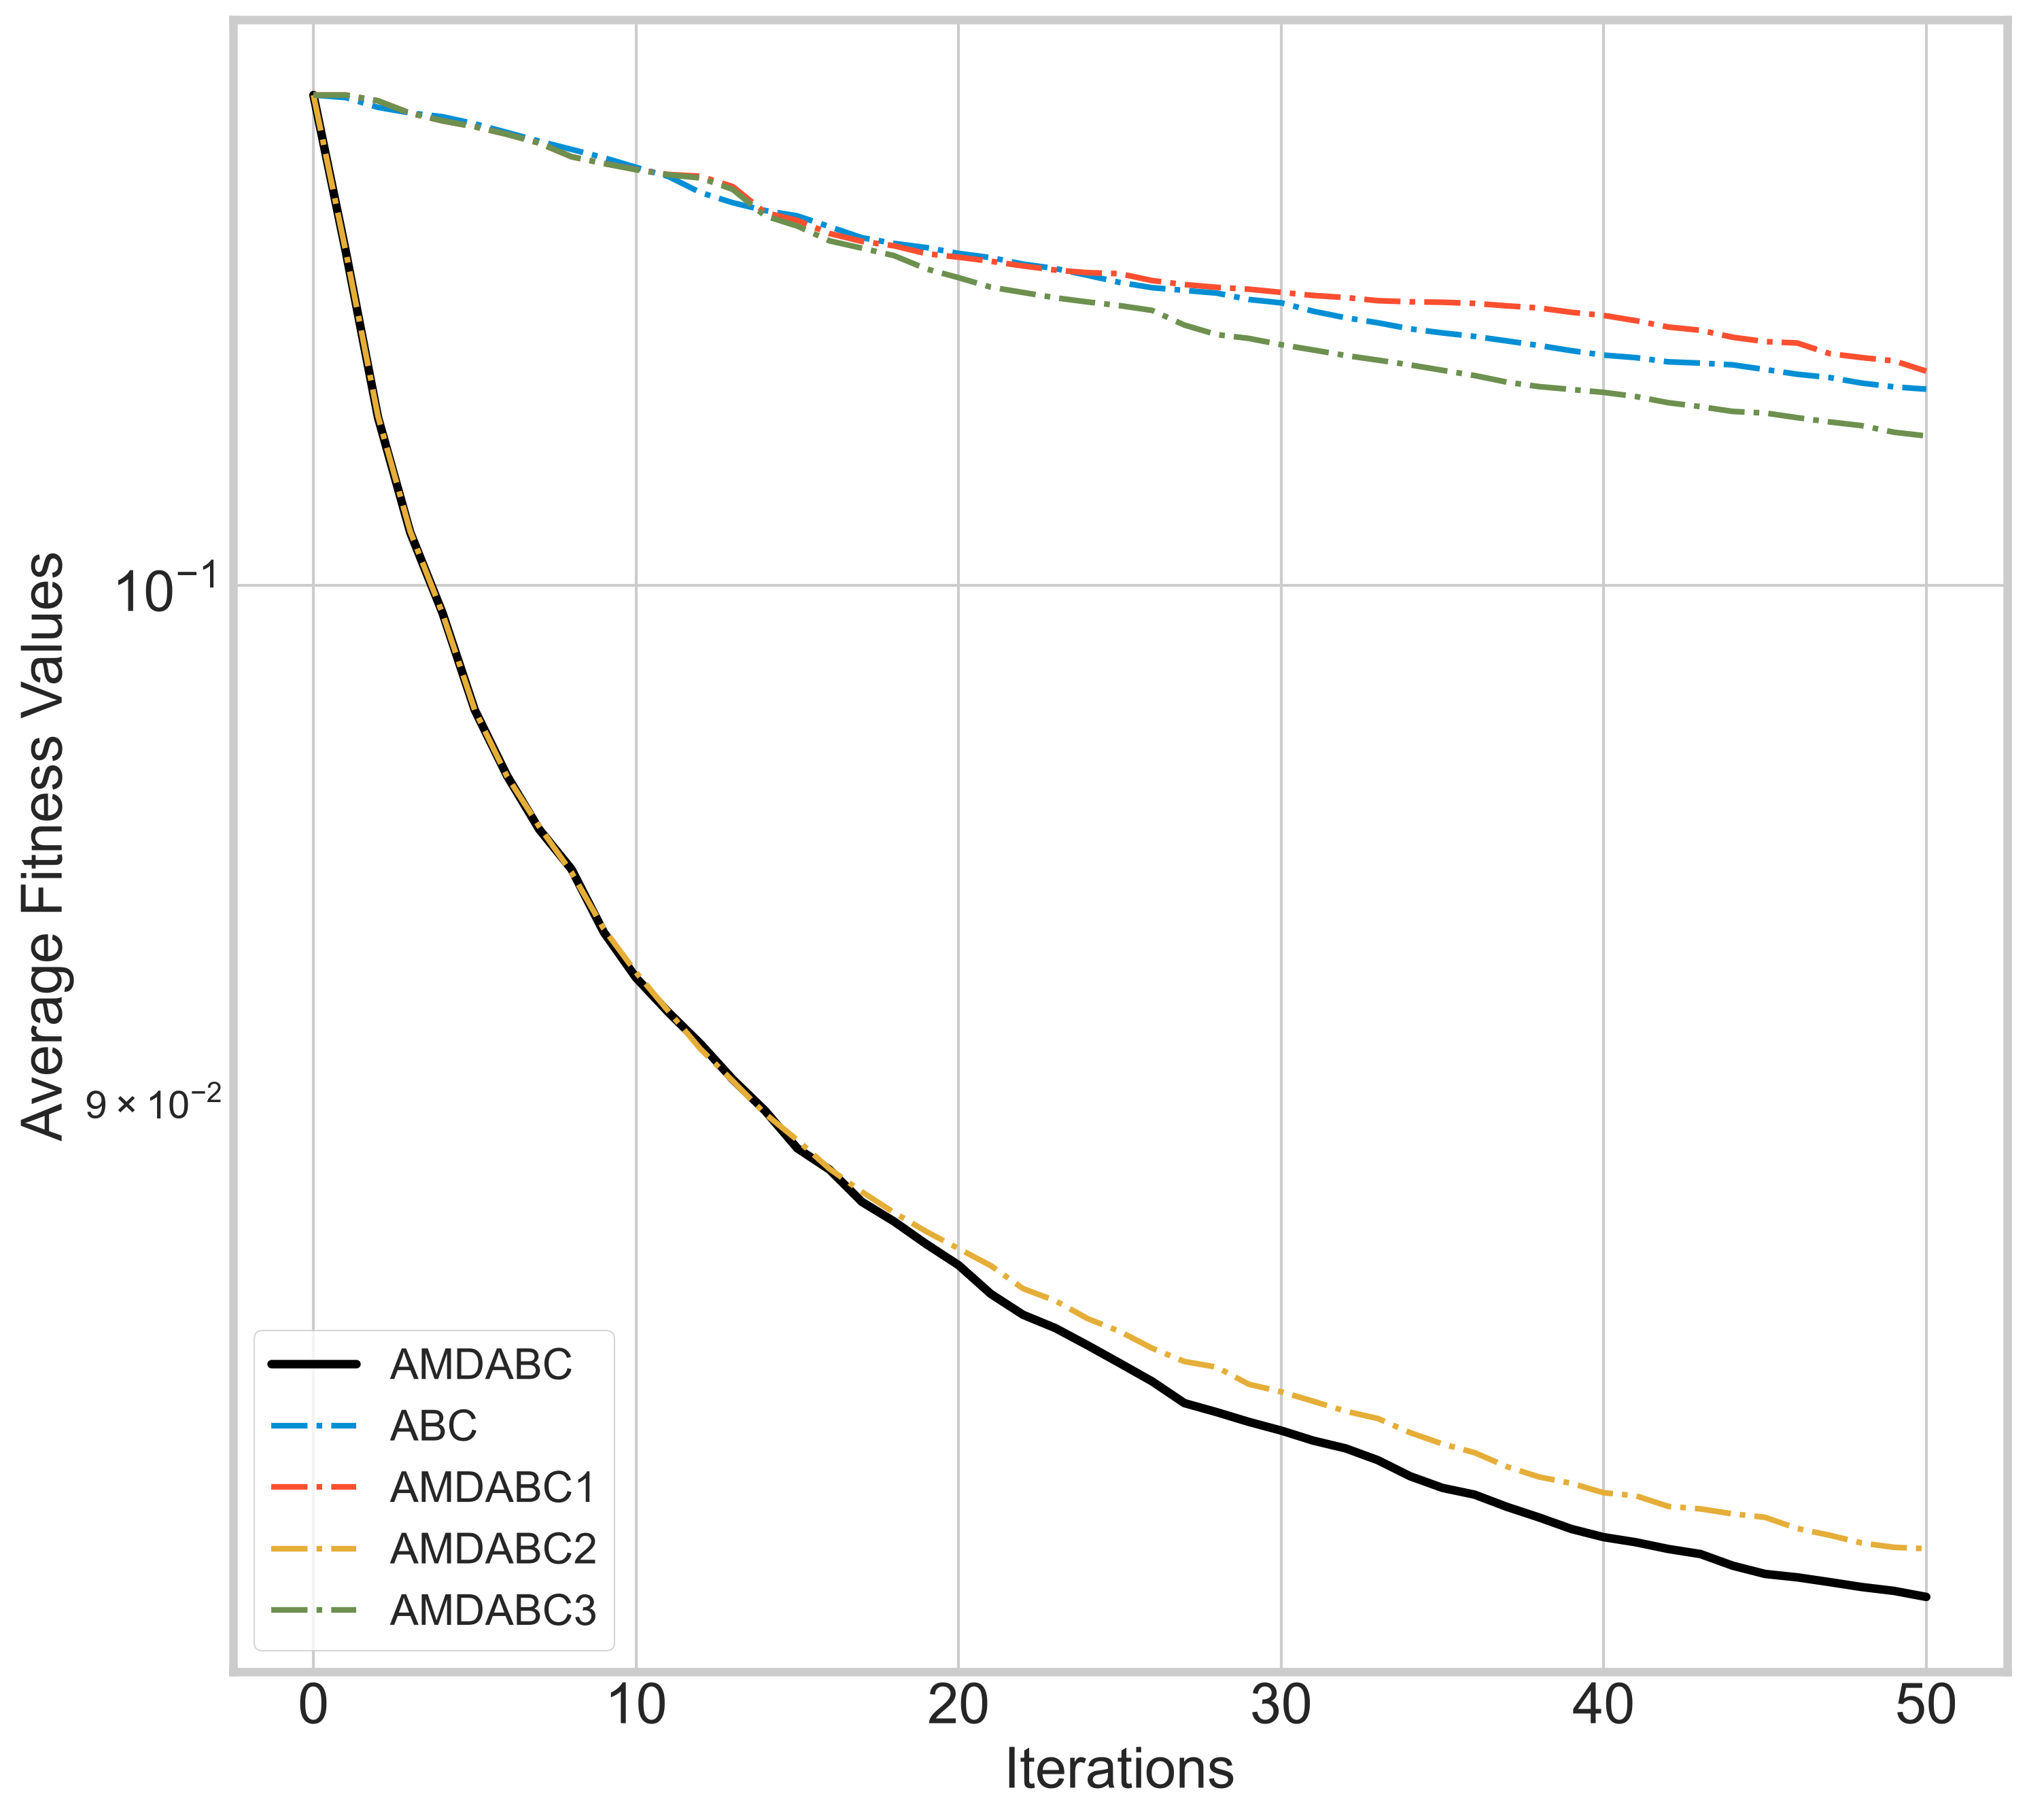 Average Fitness Values
10⁻¹
9 × 10⁻²
AMDABC
ABC
AMDABC1
AMDABC2
AMDABC3
0 10 20 30 40 50
Iterations